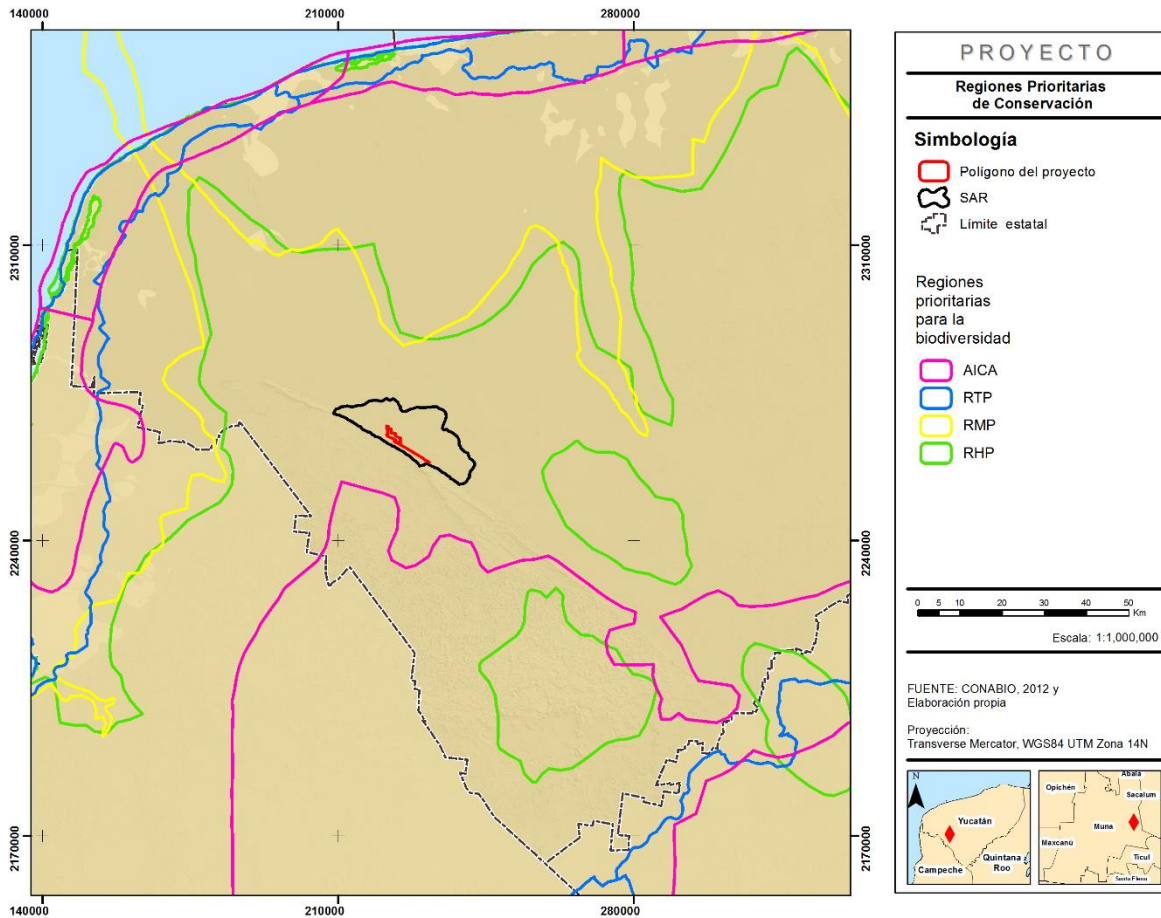 140000
210000
280000
2310000
2310000
2240000
2240000
2170000
2170000
140000
210000
280000
PROYECTO
Regiones Prioritarias
de Conservación
Simbología
Polígono del proyecto
SAR
Límite estatal
Regiones
prioritarias
para la
biodiversidad
AICA
RTP
RMP
RHP
0 5 10 20 30 40 50
Km
Escala: 1:1,000,000
FUENTE: CONABIO, 2012 y
Elaboración propia
Proyección:
Transverse Mercator, WGS84 UTM Zona 14N
N
Yucatán
Campeche
Quintana
Roo
Abalá
Opichén
Sacalum
Muna
Maxcanú
Ticul
Santa Elena